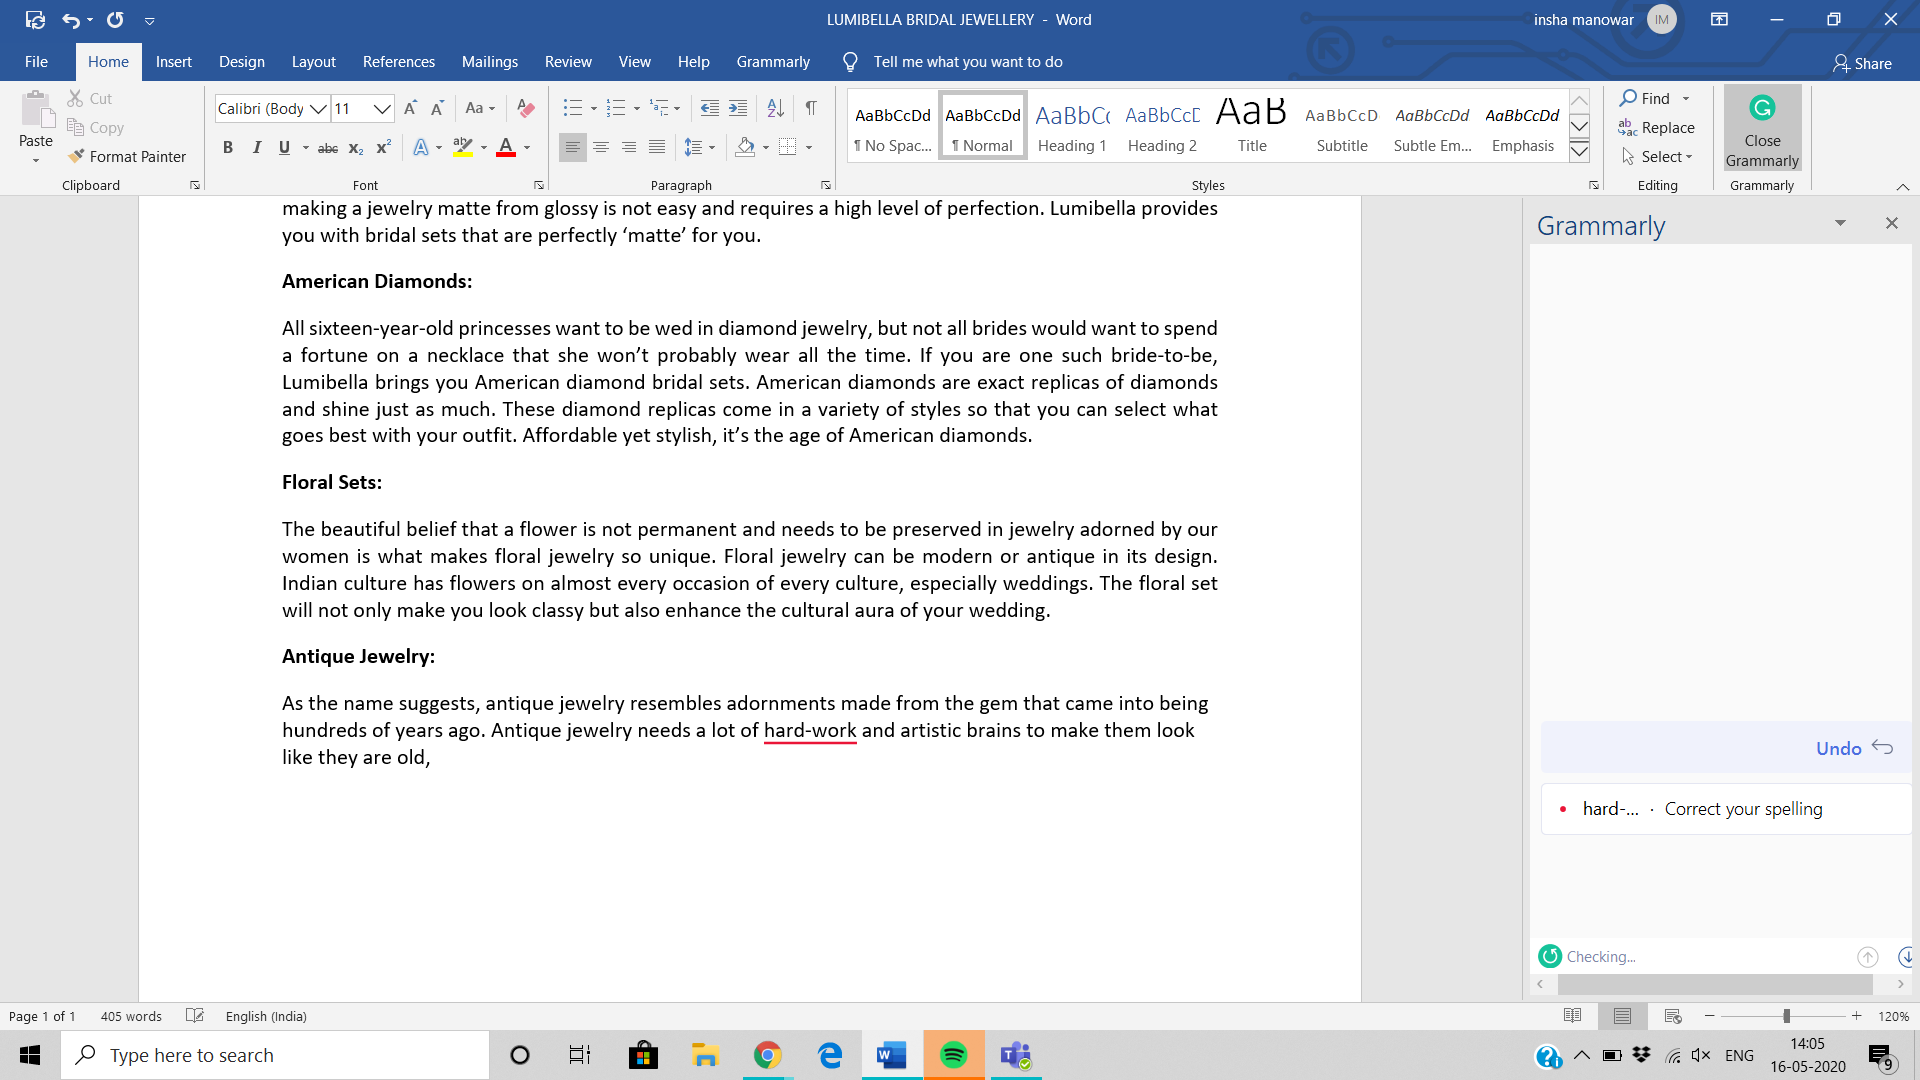 LUMIBELLA BRIDAL JEWELLERY - Word
insha manowar
IM
File Home Insert Design Layout References Mailings Review View Help Grammarly Tell me what you want to do
Share
Paste
Cut
Copy
Format Painter
Clipboard
Calibri (Body 11
Font
Paragraph
AaBbCcDd
¶ No Spac...
AaBbCcDd
¶ Normal
AaBbCc
Heading 1
AaBbCcD
Heading 2
AaB
Title
AaBbCcD
Subtitle
AaBbCcDd
Subtle Em...
AaBbCcDd
Emphasis
Styles
Find
Replace
Select
Editing
Close
Grammarly
Grammarly
making a jewelry matte from glossy is not easy and requires a high level of perfection. Lumibella provides
you with bridal sets that are perfectly ‘matte’ for you.
American Diamonds:
All sixteen-year-old princesses want to be wed in diamond jewelry, but not all brides would want to spend
a fortune on a necklace that she won’t probably wear all the time. If you are one such bride-to-be,
Lumibella brings you American diamond bridal sets. American diamonds are exact replicas of diamonds
and shine just as much. These diamond replicas come in a variety of styles so that you can select what
goes best with your outfit. Affordable yet stylish, it’s the age of American diamonds.
Floral Sets:
The beautiful belief that a flower is not permanent and needs to be preserved in jewelry adorned by our
women is what makes floral jewelry so unique. Floral jewelry can be modern or antique in its design.
Indian culture has flowers on almost every occasion of every culture, especially weddings. The floral set
will not only make you look classy but also enhance the cultural aura of your wedding.
Antique Jewelry:
As the name suggests, antique jewelry resembles adornments made from the gem that came into being
hundreds of years ago. Antique jewelry needs a lot of hard-work and artistic brains to make them look
like they are old,
Grammarly
Undo
hard-... · Correct your spelling
Checking...
Page 1 of 1 405 words English (India)
120%
Type here to search
ENG
14:05
16-05-2020
9